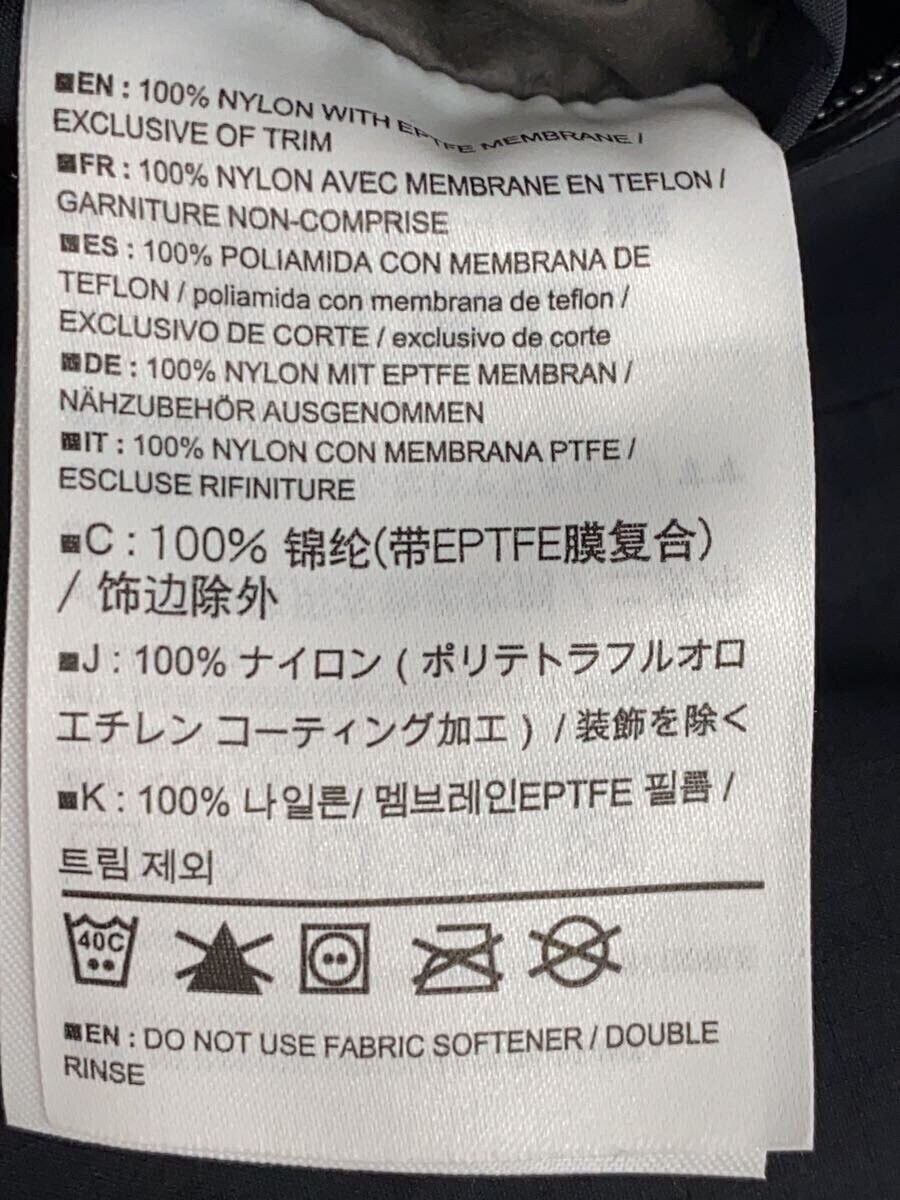 ■EN : 100% NYLON WITH EPTFE MEMBRANE /
EXCLUSIVE OF TRIM
■FR : 100% NYLON AVEC MEMBRANE EN TEFLON /
GARNITURE NON-COMPRISE
■ES : 100% POLIAMIDA CON MEMBRANA DE
TEFLON / poliamida con membrana de teflon /
EXCLUSIVO DE CORTE / exclusivo de corte
■DE : 100% NYLON MIT EPTFE MEMBRAN /
NÄHZUBEHÖR AUSGENOMMEN
■IT : 100% NYLON CON MEMBRANA PTFE /
ESCLUSE RIFINITURE
■C : 100% 锦纶(带EPTFE膜复合)
/ 饰边除外
■J : 100% ナイロン ( ポリテトラフルオロ
エチレン コーティング加工 ) / 装飾を除く
■K : 100% 나일론/ 멤브레인EPTFE 필름 /
트림 제외
40C
■EN : DO NOT USE FABRIC SOFTENER / DOUBLE
RINSE